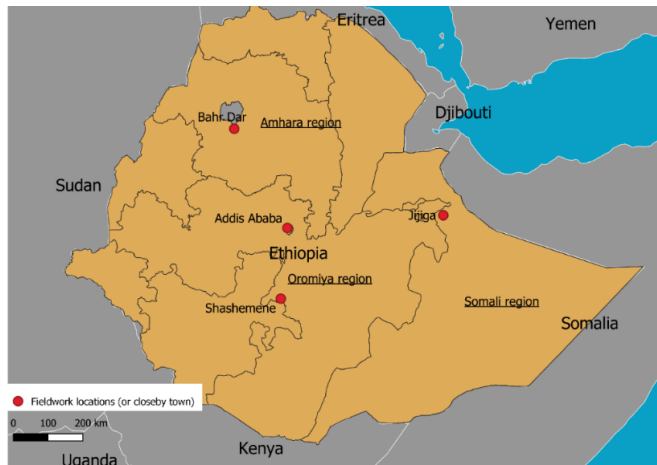 Eritrea
Yemen
Bahr Dar
Amhara region
Djibouti
Sudan
Addis Ababa
Jijiga
Ethiopia
Oromiya region
Shashemene
Somali region
Somalia
Fieldwork locations (or closeby town)
0 100 200 km
Kenya
Uganda